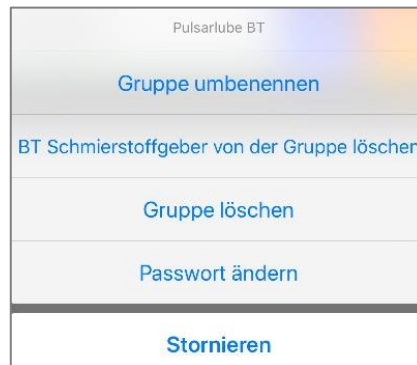 Pulsarlube BT
Gruppe umbenennen
BT Schmierstoffgeber von der Gruppe löschen
Gruppe löschen
Passwort ändern
Stornieren